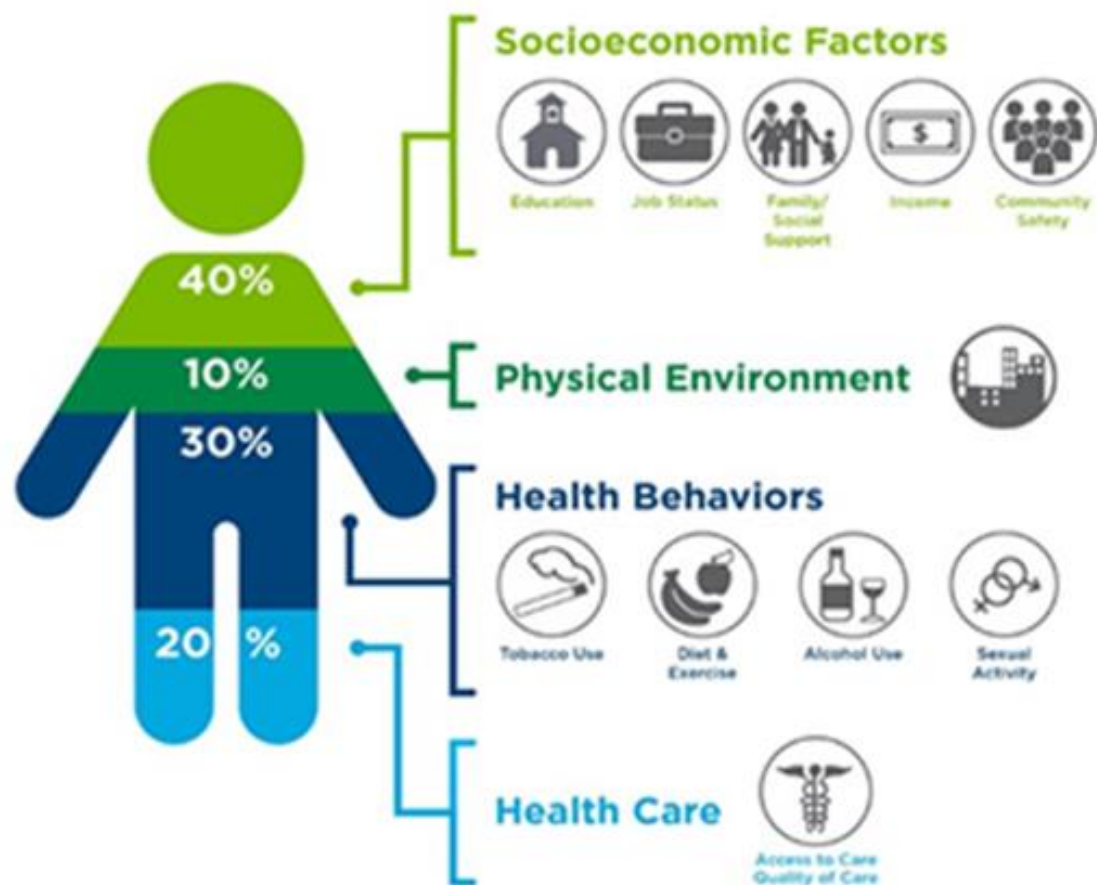 Socioeconomic Factors
Education
Job Status
Family/
Social
Support
Income
$
Community
Safety
40%
10%
Physical Environment
30%
Health Behaviors
Tobacco Use
Diet &
Exercise
Alcohol Use
Sexual
Activity
20 %
Health Care
Access to Care
Quality of Care